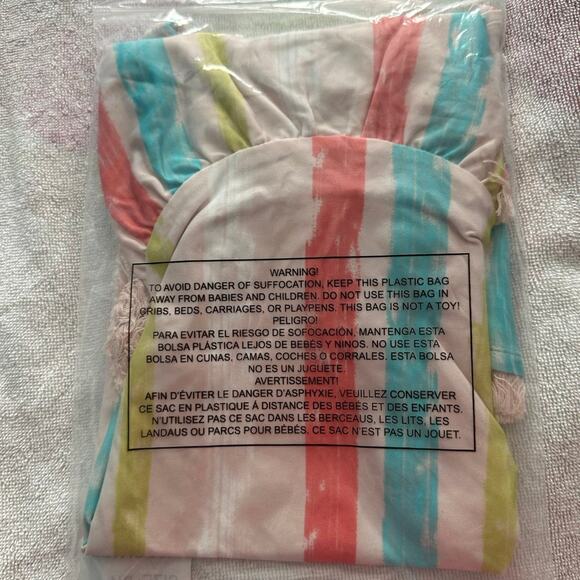 WARNING!
TO AVOID DANGER OF SUFFOCATION, KEEP THIS PLASTIC BAG
AWAY FROM BABIES AND CHILDREN. DO NOT USE THIS BAG IN
CRIBS, BEDS, CARRIAGES, OR PLAYPENS. THIS BAG IS NOT A TOY!
PELIGRO!
PARA EVITAR EL RIESGO DE SOFOCACIÓN, MANTENGA ESTA
BOLSA PLÁSTICA LEJOS DE BEBÉS Y NINOS. NO USE ESTA
BOLSA EN CUNAS, CAMAS, COCHES O CORRALES. ESTA BOLSA
NO ES UN JUGUETE.
AVERTISSEMENT!
AFIN D'ÉVITER LE DANGER D'ASPHYXIE, VEUILLEZ CONSERVER
CE SAC EN PLASTIQUE Á DISTANCE DES BÉBÉS ET DES ENFANTS.
N'UTILISEZ PAS CE SAC DANS LES BERCEAUX, LES LITS, LES
LANDAUS OU PARCS POUR BÉBÉS. CE SAC N'EST PAS UN JOUET.